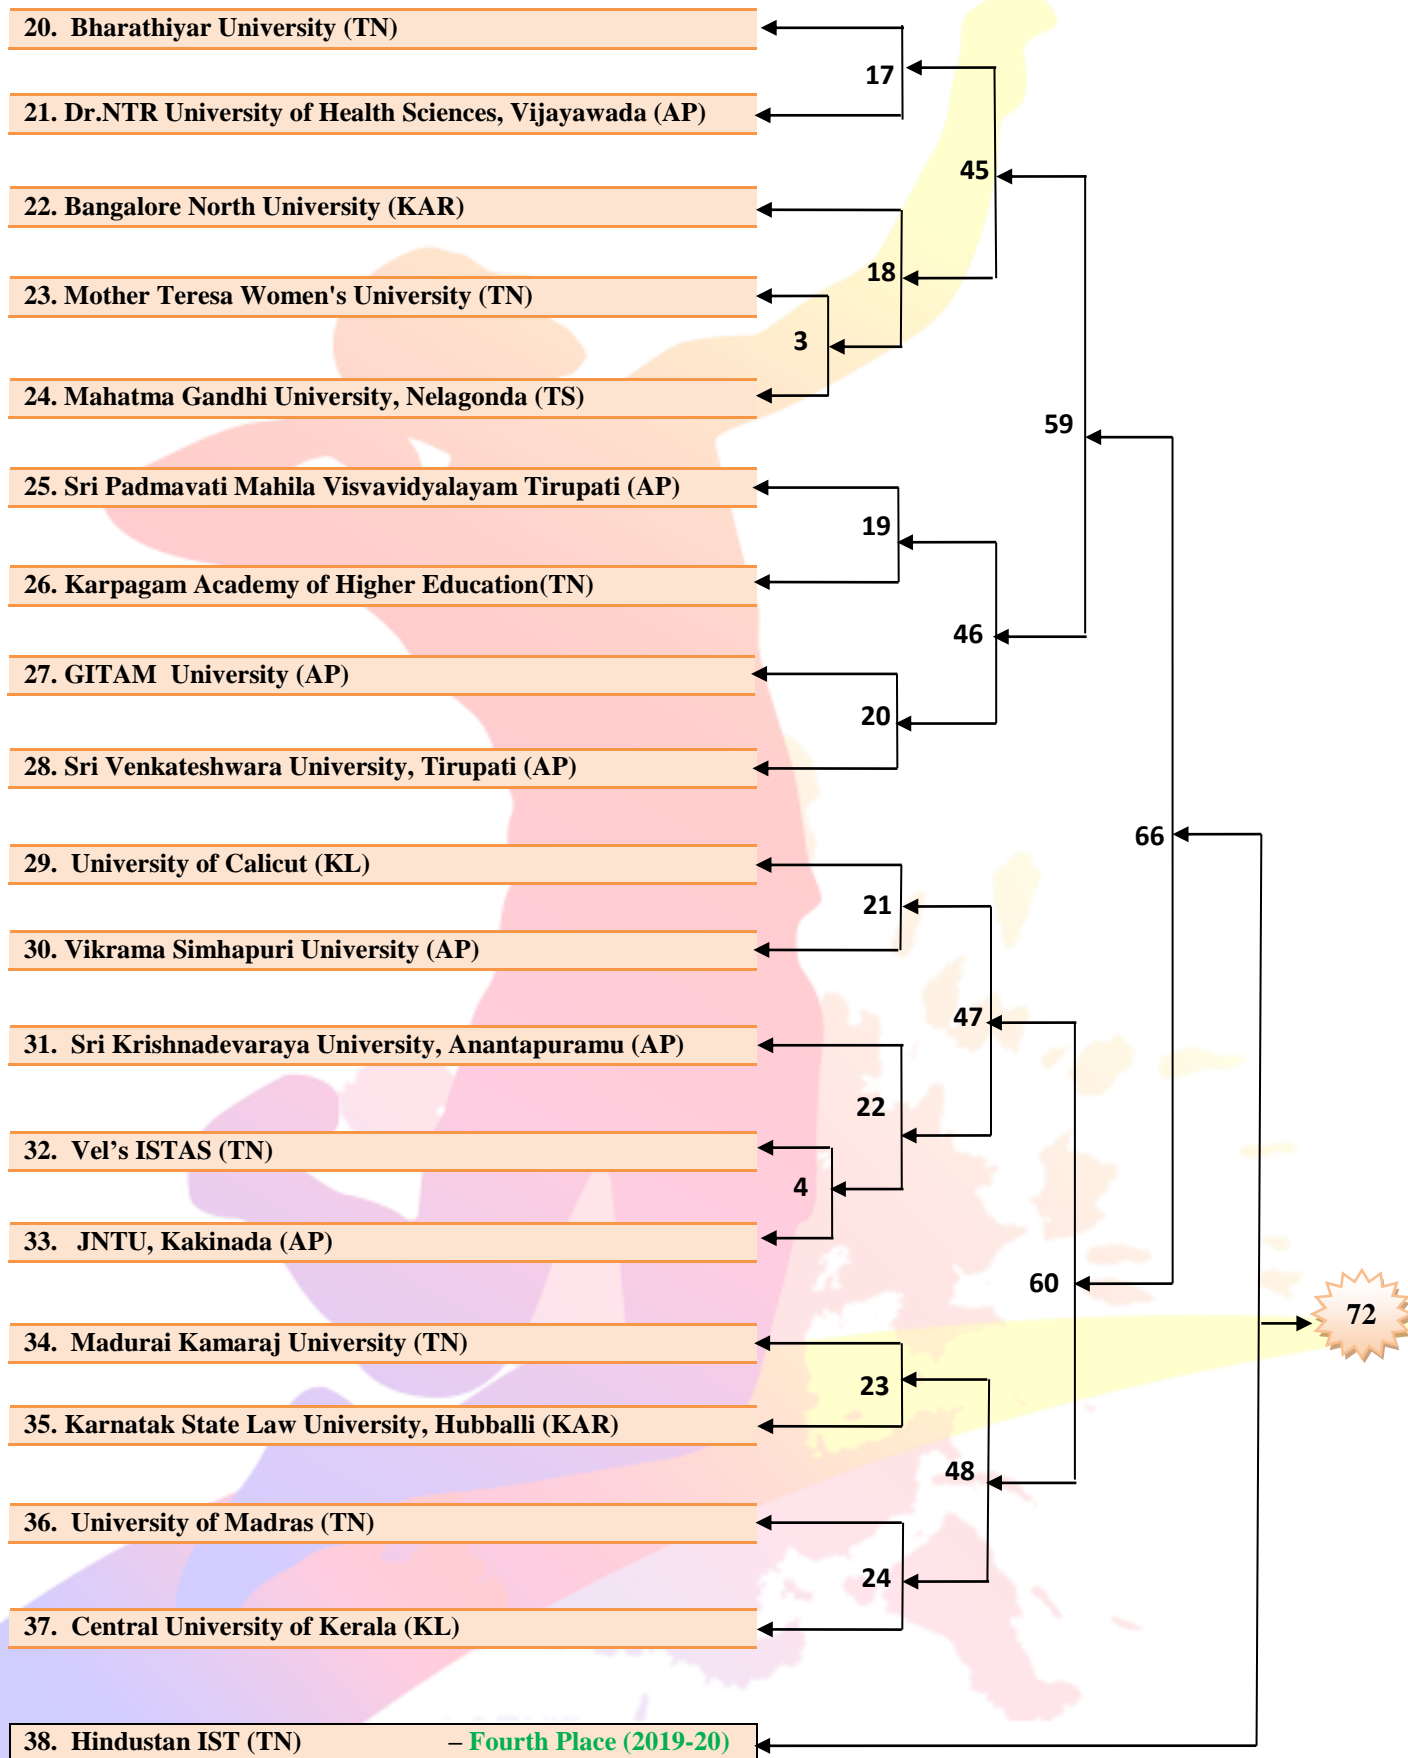 20. Bharathiyar University (TN)
17
21. Dr.NTR University of Health Sciences, Vijayawada (AP)
45
22. Bangalore North University (KAR)
18
23. Mother Teresa Women's University (TN)
3
24. Mahatma Gandhi University, Nelagonda (TS)
59
25. Sri Padmavati Mahila Visvavidyalayam Tirupati (AP)
19
26. Karpagam Academy of Higher Education(TN)
46
27. GITAM University (AP)
20
28. Sri Venkateshwara University, Tirupati (AP)
66
29. University of Calicut (KL)
21
30. Vikrama Simhapuri University (AP)
47
31. Sri Krishnadevaraya University, Anantapuramu (AP)
22
32. Vel’s ISTAS (TN)
4
33. JNTU, Kakinada (AP)
60
72
34. Madurai Kamaraj University (TN)
23
35. Karnatak State Law University, Hubballi (KAR)
48
36. University of Madras (TN)
24
37. Central University of Kerala (KL)
38. Hindustan IST (TN) – Fourth Place (2019-20)